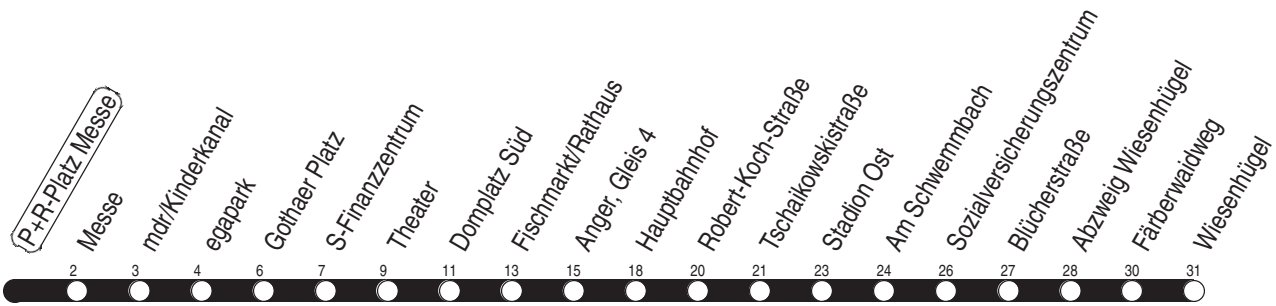 P+R-Platz Messe
2 Messe
3 mdr/Kinderkanal
4 egapark
6 Gothaer Platz
7 S-Finanzzentrum
9 Theater
11 Domplatz Süd
13 Fischmarkt/Rathaus
15 Anger, Gleis 4
18 Hauptbahnhof
20 Robert-Koch-Straße
21 Tschaikowskistraße
23 Stadion Ost
24 Am Schwemmbach
26 Sozialversicherungszentrum
27 Blücherstraße
28 Abzweig Wiesenhügel
30 Färberwaidweg
31 Wiesenhügel